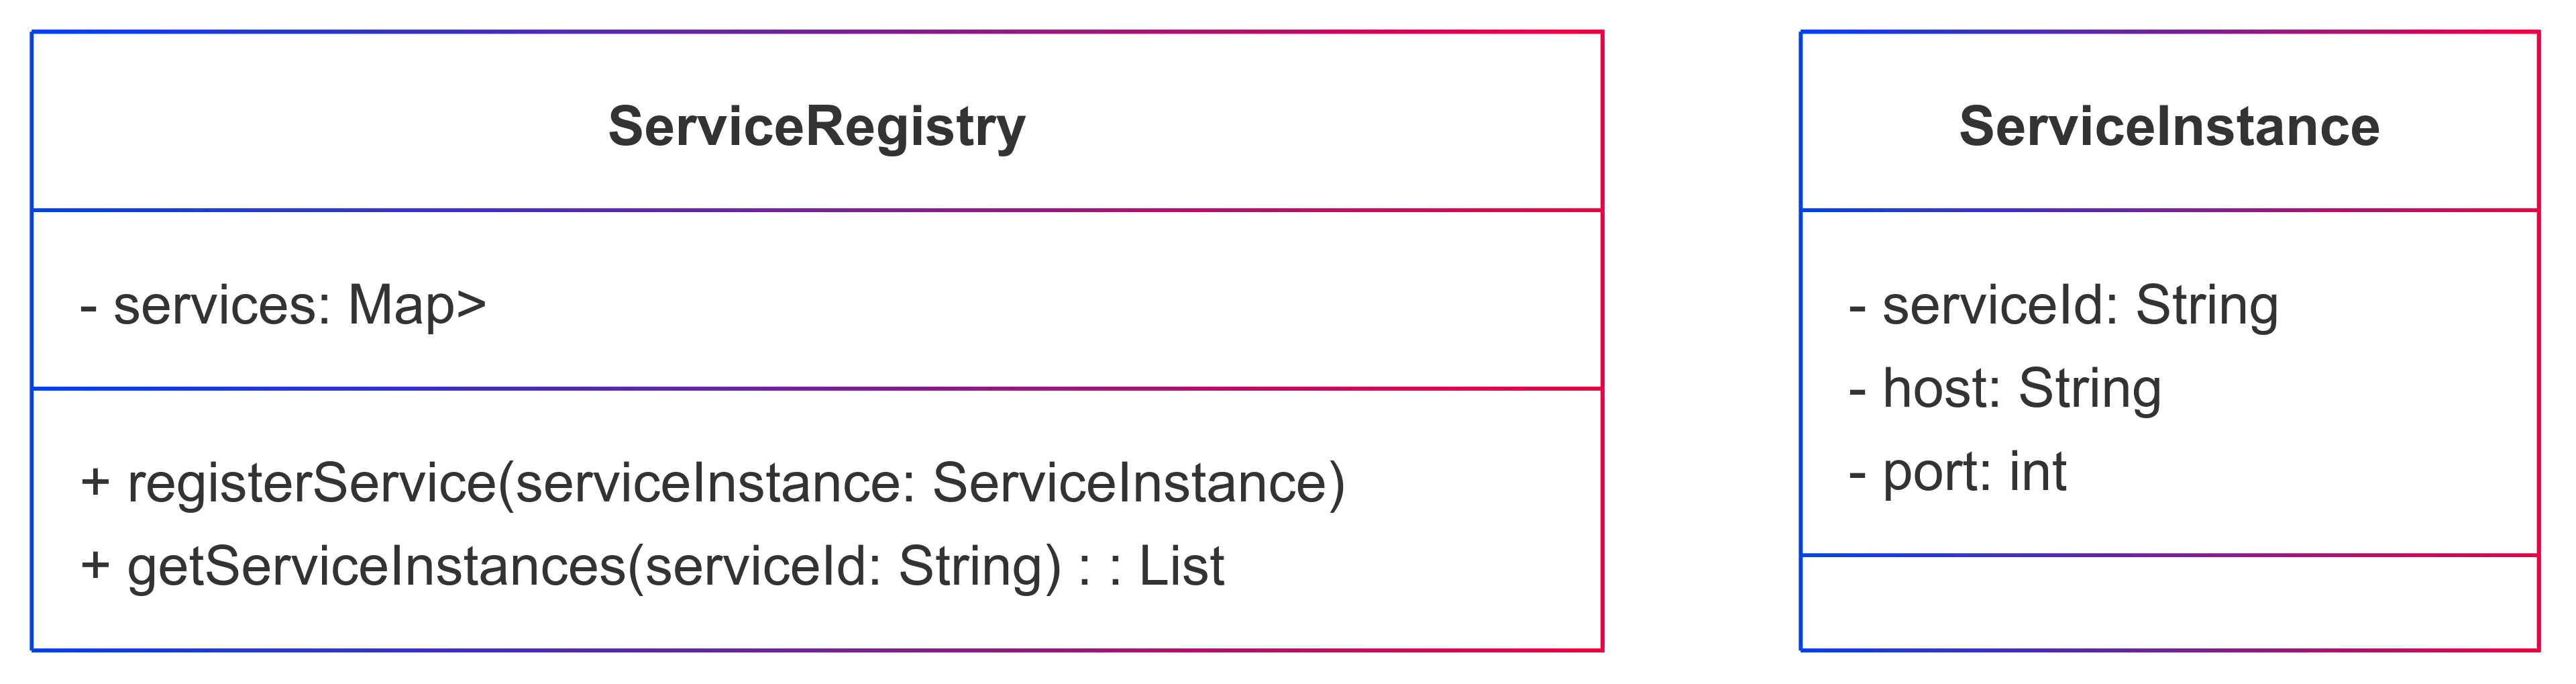 ServiceRegistry
- services: Map>
+ registerService(serviceInstance: ServiceInstance)
+ getServiceInstances(serviceId: String) : : List
ServiceInstance
- serviceId: String
- host: String
- port: int